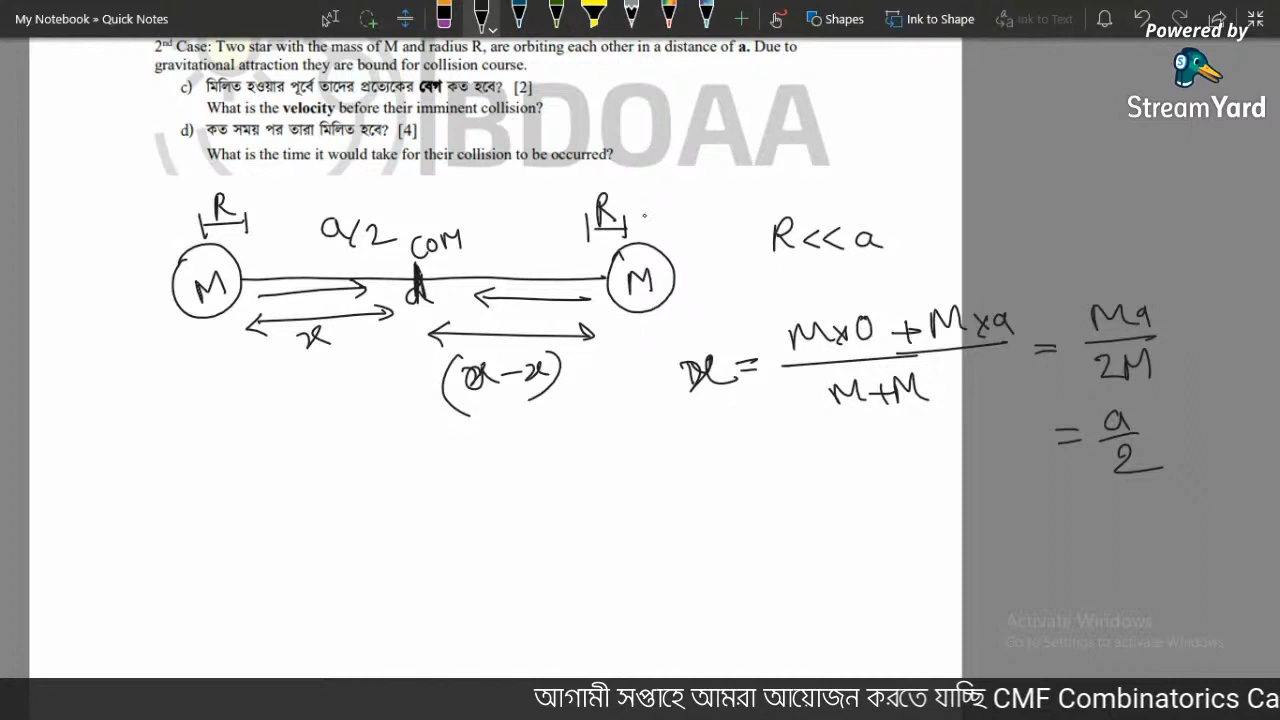 My Notebook » Quick Notes
Shapes
Ink to Shape
Ink to Text
Powered by
StreamYard
2nd Case: Two star with the mass of M and radius R, are orbiting each other in a distance of a. Due to
gravitational attraction they are bound for collision course.
c) মিলিত হওয়ার পূর্বে তাদের প্রত্যেকের বেগ কত হবে? [2]
What is the velocity before their imminent collision?
d) কত সময় পর তারা মিলিত হবে? [4]
What is the time it would take for their collision to be occurred?
BDOAA
R
a/2
COM
R
R << a
M
M
x
(x - x)
x = (M×0 + M×a)/(M+M) = Ma/2M
= a/2
Activate Windows
Go to Settings to activate Windows.
আগামী সপ্তাহে আমরা আয়োজন করতে যাচ্ছি CMF Combinatorics Ca